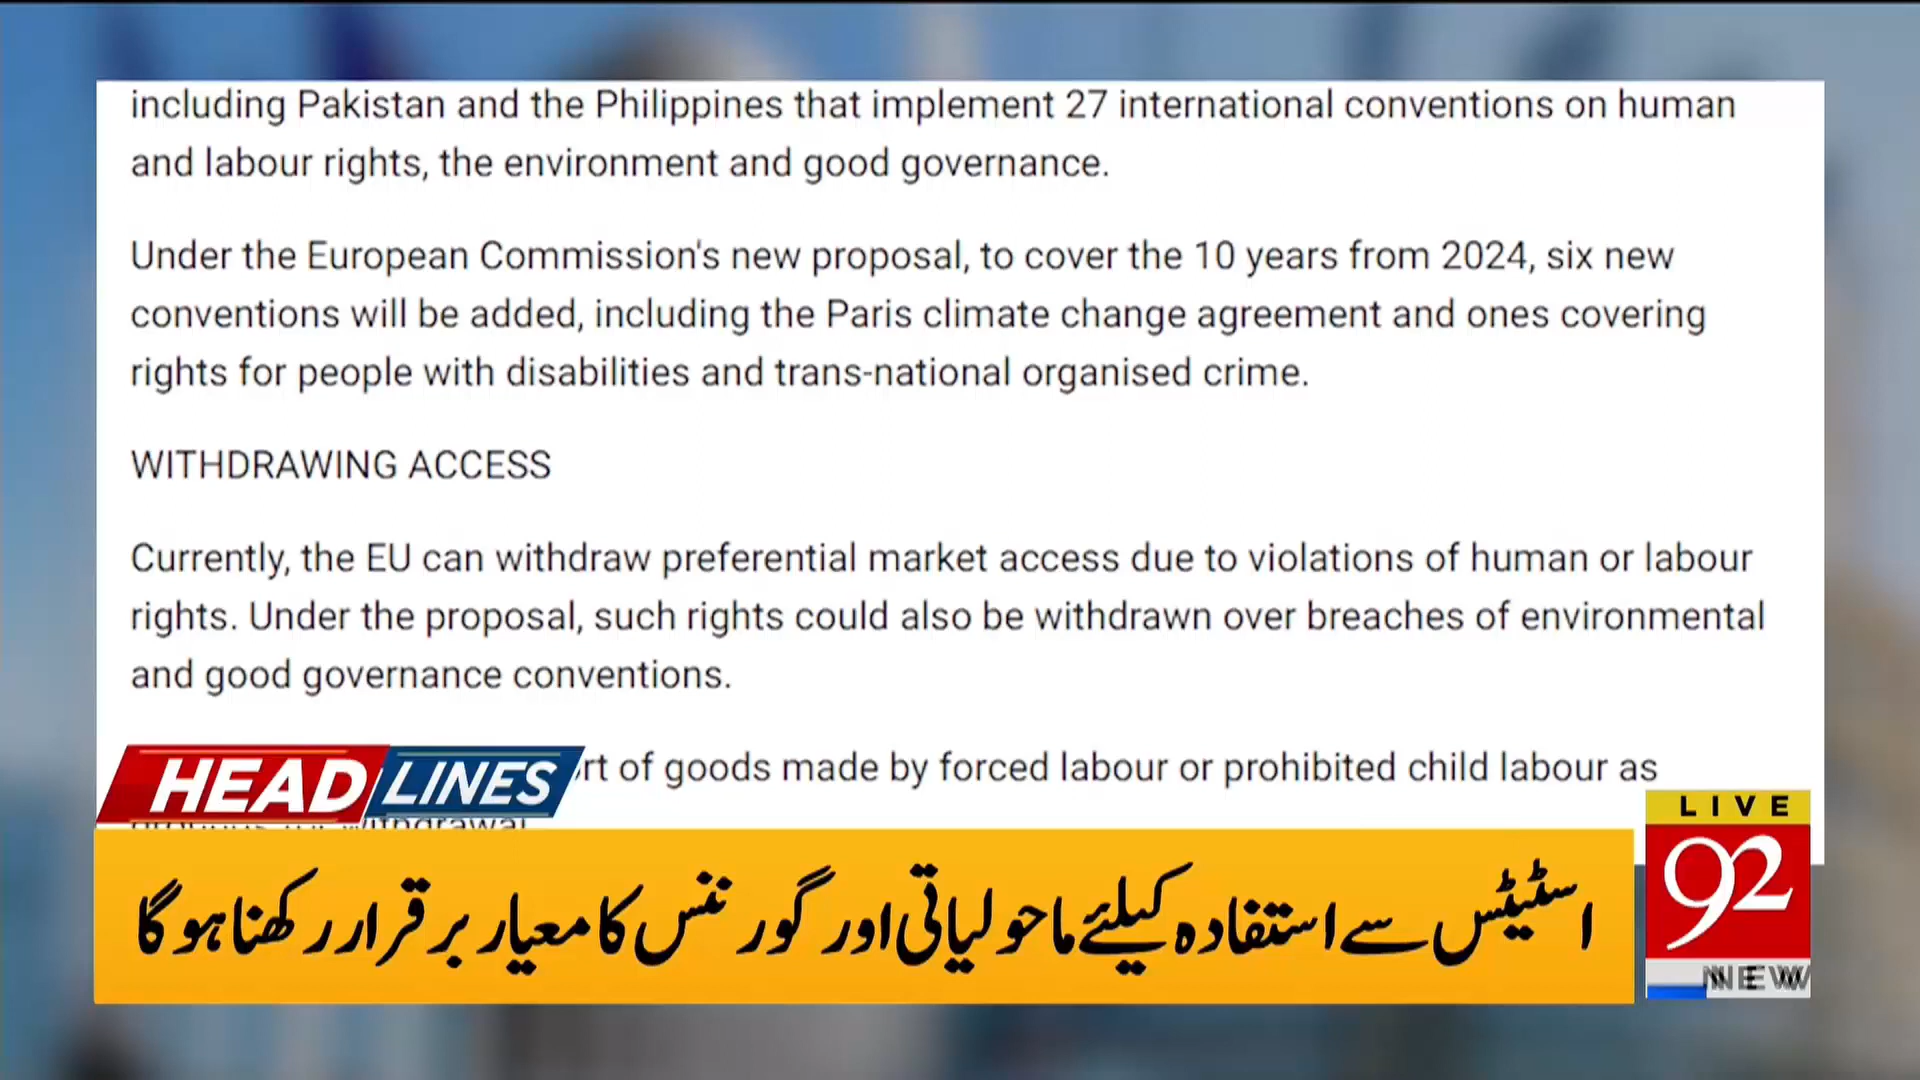 including Pakistan and the Philippines that implement 27 international conventions on human
and labour rights, the environment and good governance.
Under the European Commission's new proposal, to cover the 10 years from 2024, six new
conventions will be added, including the Paris climate change agreement and ones covering
rights for people with disabilities and trans-national organised crime.
WITHDRAWING ACCESS
Currently, the EU can withdraw preferential market access due to violations of human or labour
rights. Under the proposal, such rights could also be withdrawn over breaches of environmental
and good governance conventions.
of goods made by forced labour or prohibited child labour as
HEADLINES
اسٹیٹس سے استفادہ کیلئے ماحولیاتی اور گورننس کا معیار برقرار رکھنا ہو گا
LIVE
92
NEW